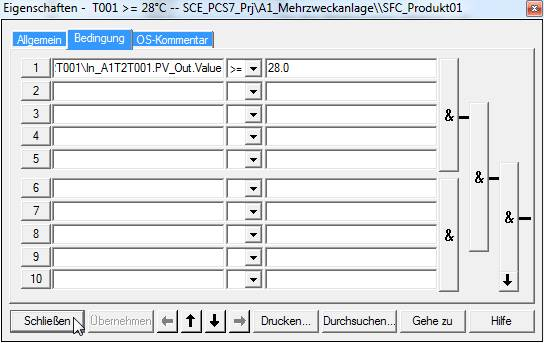 Eigenschaften -  T001 >= 28°C -- SCE_PCS7_Prj\A1_Mehrzweckanlage\\SFC_Produkt01
Allgemein Bedingung OS-Kommentar
1 :T001\In_A1T2T001.PV_Out.Value >= 28.0
2
3 &
4
5
&
6 &
7
8 &
9
10
Schließen Übernehmen Drucken... Durchsuchen... Gehe zu Hilfe